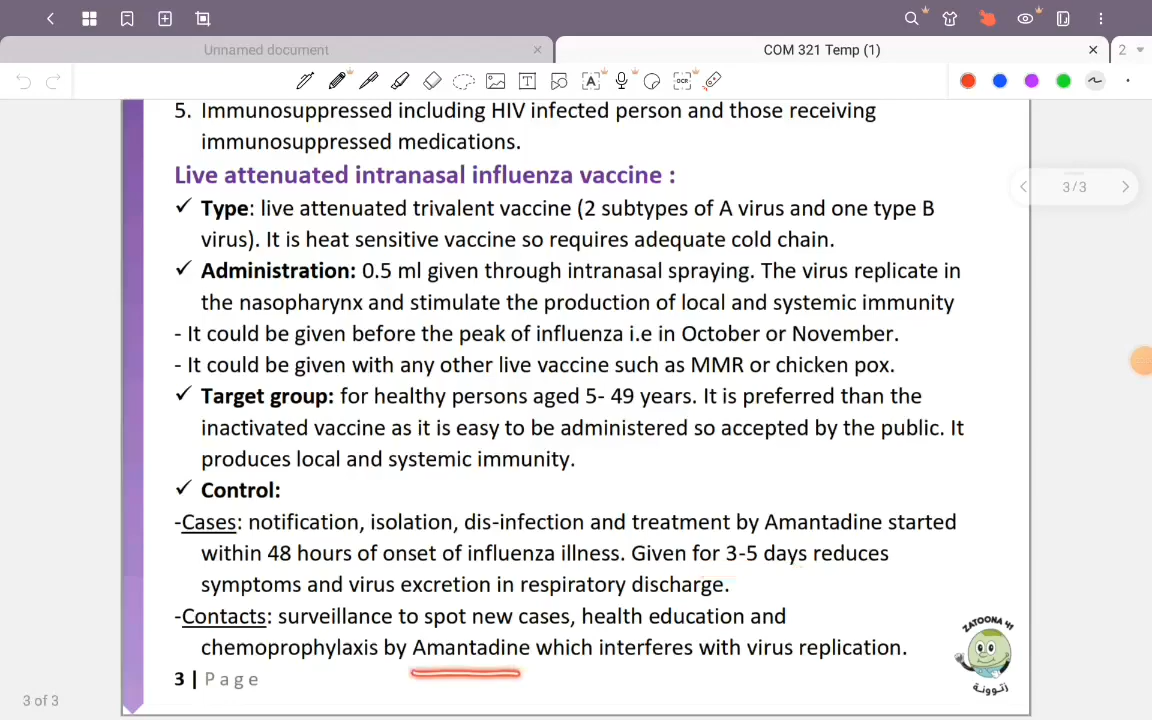 Unnamed document
COM 321 Temp (1)
2
OCR
5. Immunosuppressed including HIV infected person and those receiving
immunosuppressed medications.
Live attenuated intranasal influenza vaccine :
3/3
✓ Type: live attenuated trivalent vaccine (2 subtypes of A virus and one type B
virus). It is heat sensitive vaccine so requires adequate cold chain.
✓ Administration: 0.5 ml given through intranasal spraying. The virus replicate in
the nasopharynx and stimulate the production of local and systemic immunity
- It could be given before the peak of influenza i.e in October or November.
- It could be given with any other live vaccine such as MMR or chicken pox.
✓ Target group: for healthy persons aged 5- 49 years. It is preferred than the
inactivated vaccine as it is easy to be administered so accepted by the public. It
produces local and systemic immunity.
✓ Control:
-Cases: notification, isolation, dis-infection and treatment by Amantadine started
within 48 hours of onset of influenza illness. Given for 3-5 days reduces
symptoms and virus excretion in respiratory discharge.
-Contacts: surveillance to spot new cases, health education and
chemoprophylaxis by Amantadine which interferes with virus replication.
3 | Page
ZATOONA 41
زتوونة
3 of 3